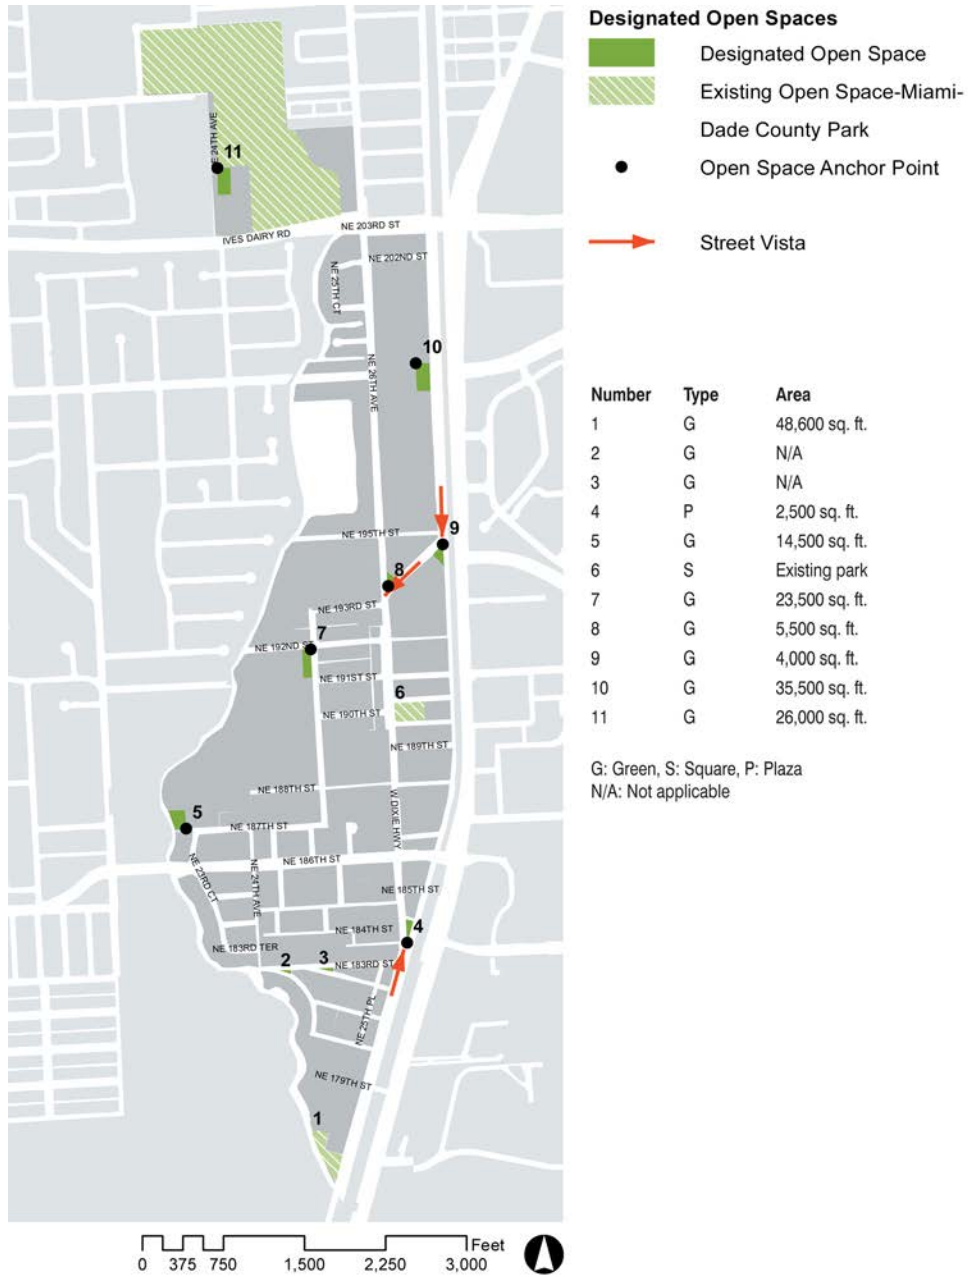 Designated Open Spaces
Designated Open Space
Existing Open Space-Miami-
Dade County Park
Open Space Anchor Point
Street Vista
Number Type Area
1 G 48,600 sq. ft.
2 G N/A
3 G N/A
4 P 2,500 sq. ft.
5 G 14,500 sq. ft.
6 S Existing park
7 G 23,500 sq. ft.
8 G 5,500 sq. ft.
9 G 4,000 sq. ft.
10 G 35,500 sq. ft.
11 G 26,000 sq. ft.
G: Green, S: Square, P: Plaza
N/A: Not applicable
E 24TH AVE
11
NE 203RD ST
IVES DAIRY RD
NE 202ND ST
NE 25TH CT
10
NE 26TH AVE
NE 195TH ST
9
8
NE 193RD ST
7
NE 192ND ST
NE 191ST ST
6
NE 190TH ST
NE 189TH ST
NE 188TH ST
W DIXIE HWY
5
NE 187TH ST
NE 186TH ST
NE 23RD CT
NE 24TH AVE
NE 185TH ST
NE 184TH ST
4
NE 183RD TER
2
3
NE 183RD ST
NE 25TH PL
NE 179TH ST
1
Feet
0 375 750 1,500 2,250 3,000